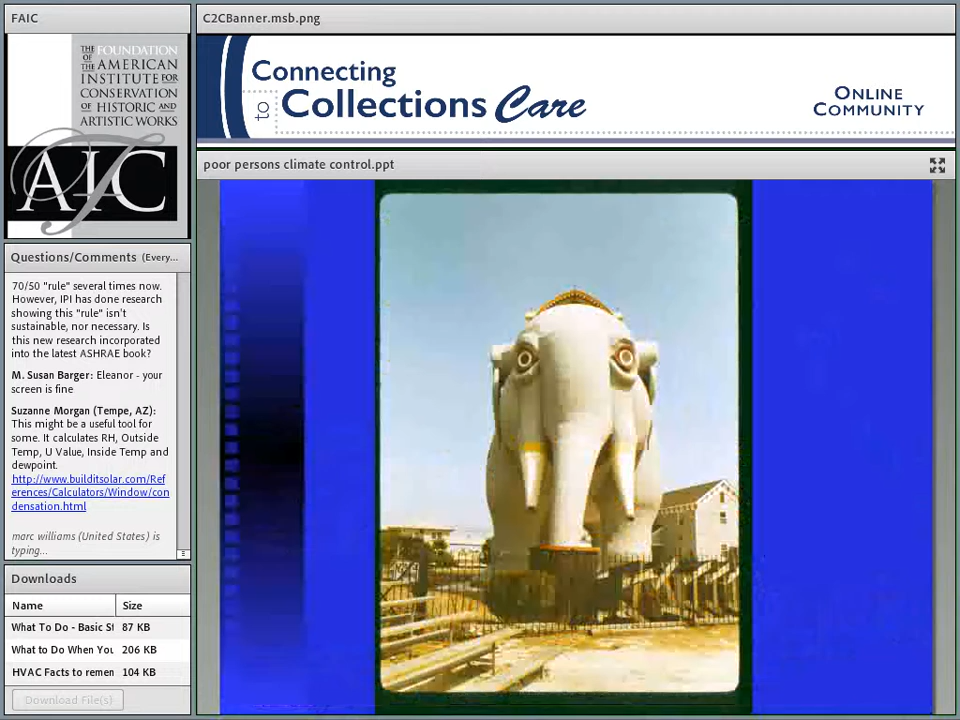 FAIC
C2CBanner.msb.png
THE FOUNDATION
OF THE AMERICAN
INSTITUTE FOR
CONSERVATION
OF HISTORIC AND
ARTISTIC WORKS
FAIC
Connecting
to Collections Care
ONLINE
COMMUNITY
poor persons climate control.ppt
Questions/Comments (Every...
70/50 "rule" several times now.
However, IPI has done research
showing this "rule" isn't
sustainable, nor necessary. Is
this new research incorporated
into the latest ASHRAE book?
M. Susan Barger: Eleanor - your
screen is fine
Suzanne Morgan (Tempe, AZ):
This might be a useful tool for
some. It calculates RH, Outside
Temp, U Value, Inside Temp and
dewpoint.
http://www.builditsolar.com/Ref
erences/Calculators/Window/con
densation.html
marc williams (United States) is
typing...
Downloads
Name Size
What To Do - Basic St 87 KB
What to Do When You 206 KB
HVAC Facts to remen 104 KB
Download File(s)